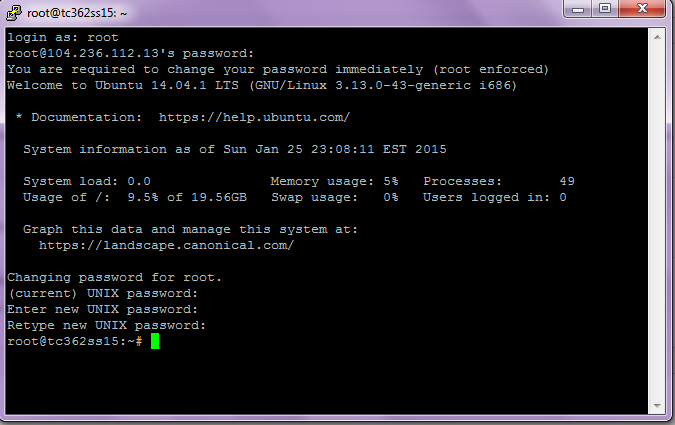 root@tc362ss15: ~
login as: root
root@104.236.112.13's password:
You are required to change your password immediately (root enforced)
Welcome to Ubuntu 14.04.1 LTS (GNU/Linux 3.13.0-43-generic i686)
* Documentation:  https://help.ubuntu.com/
System information as of Sun Jan 25 23:08:11 EST 2015
System load: 0.0               Memory usage: 5%   Processes:       49
Usage of /:  9.5% of 19.56GB   Swap usage:   0%   Users logged in: 0
Graph this data and manage this system at:
https://landscape.canonical.com/
Changing password for root.
(current) UNIX password:
Enter new UNIX password:
Retype new UNIX password:
root@tc362ss15:~#